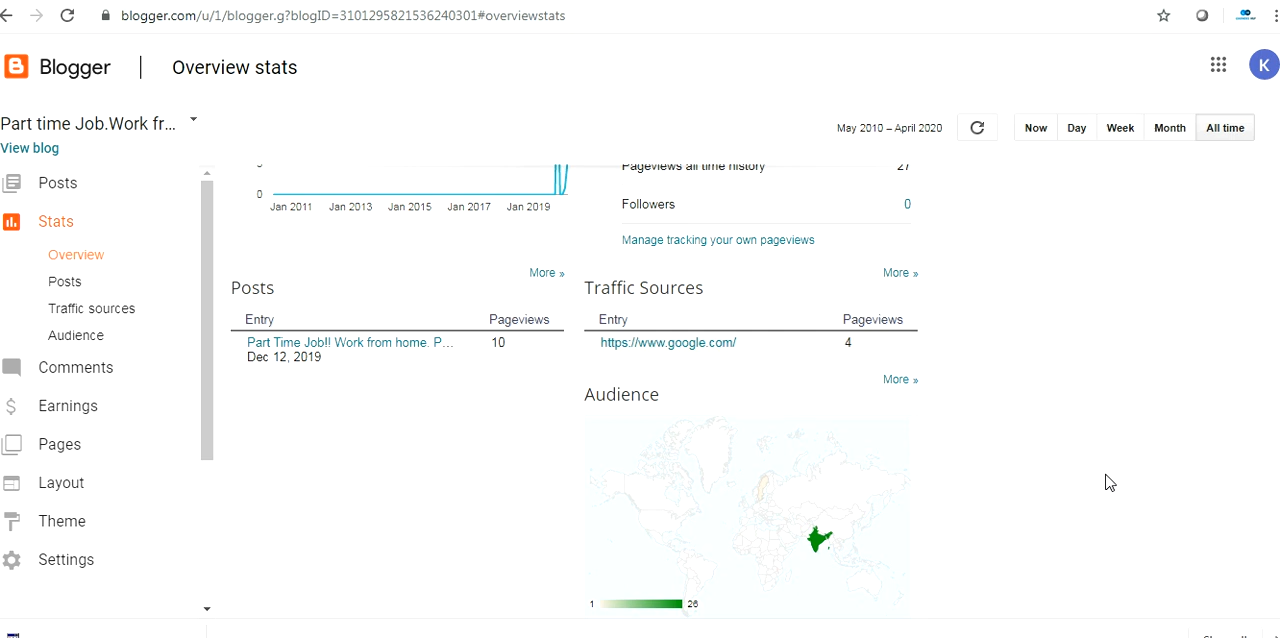 blogger.com/u/1/blogger.g?blogID=3101295821536240301#overviewstats
B Blogger | Overview stats
K
Part time Job.Work fr...
View blog
May 2010 – April 2020
Now Day Week Month All time
Posts
Stats
Overview
Posts
Traffic sources
Audience
Comments
Earnings
Pages
Layout
Theme
Settings
0
Jan 2011 Jan 2013 Jan 2015 Jan 2017 Jan 2019
Pageviews all time history 27
Followers 0
Manage tracking your own pageviews
More »
Posts
Entry Pageviews
Part Time Job!! Work from home. P... 10
Dec 12, 2019
More »
Traffic Sources
Entry Pageviews
https://www.google.com/ 4
More »
Audience
1 26